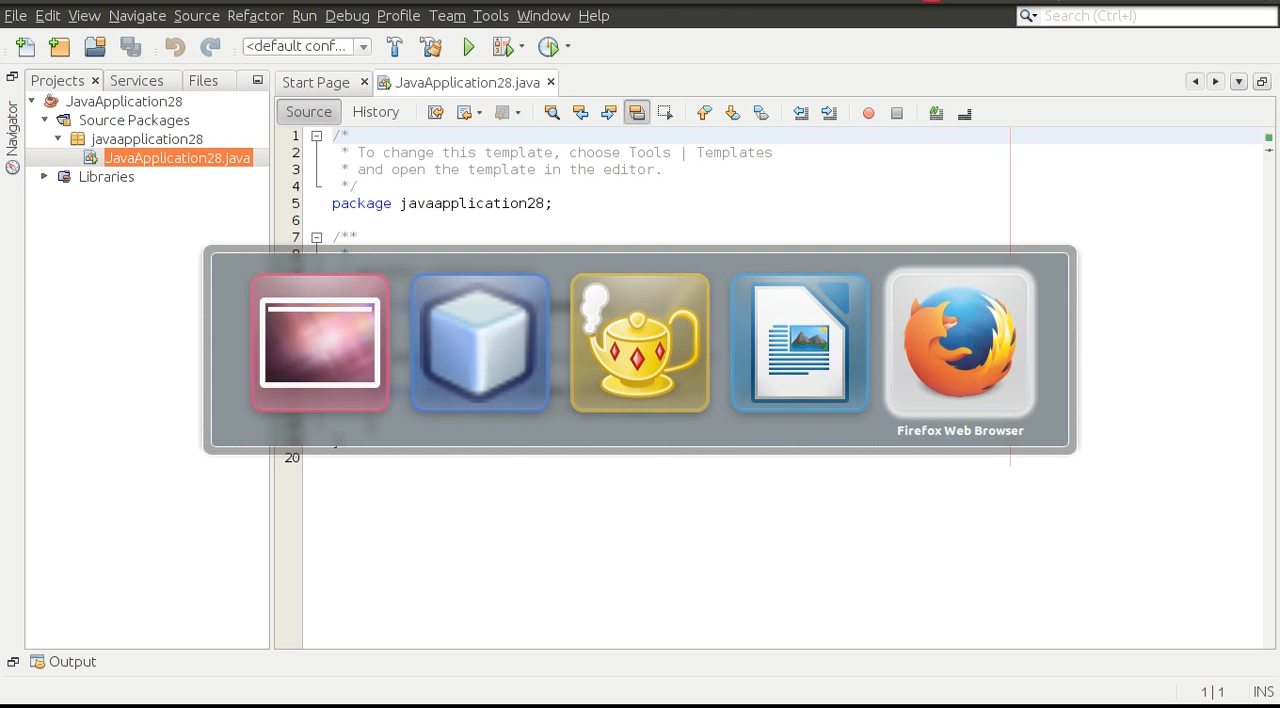 File Edit View Navigate Source Refactor Run Debug Profile Team Tools Window Help
Search (Ctrl+I)
<default conf...
Projects Services Files
Start Page JavaApplication28.java
Navigator
JavaApplication28
Source Packages
javaapplication28
JavaApplication28.java
Libraries
Source History
1 /*
2 * To change this template, choose Tools | Templates
3 * and open the template in the editor.
4 */
5 package javaapplication28;
6
7 /**
8 *
Firefox Web Browser
20
Output
1|1 INS